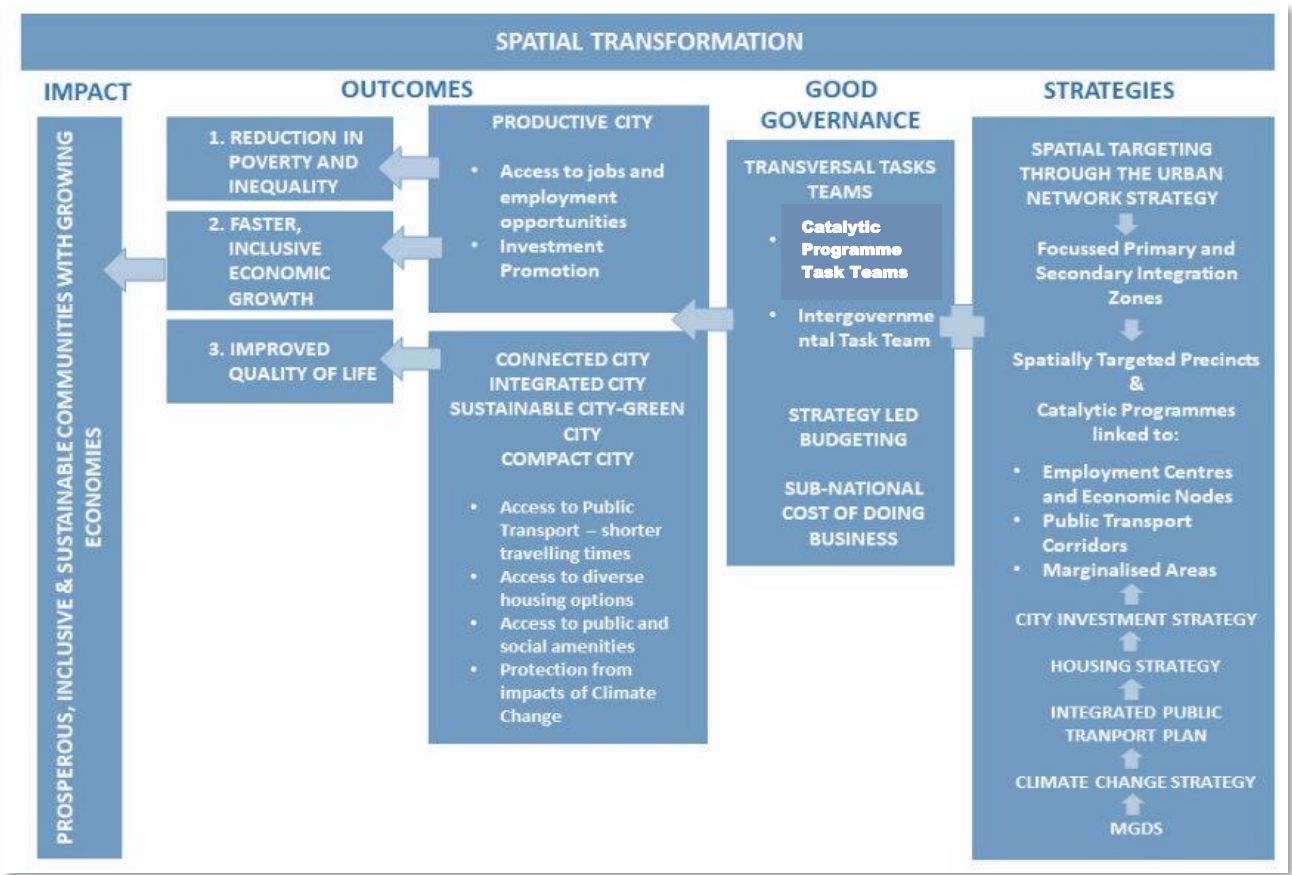 SPATIAL TRANSFORMATION
IMPACT
PROSPEROUS, INCLUSIVE & SUSTAINABLE COMMUNITIES WITH GROWING
ECONOMIES
OUTCOMES
1. REDUCTION IN
POVERTY AND
INEQUALITY
2. FASTER,
INCLUSIVE
ECONOMIC
GROWTH
3. IMPROVED
QUALITY OF LIFE
PRODUCTIVE CITY
• Access to jobs and
employment
opportunities
• Investment
Promotion
CONNECTED CITY
INTEGRATED CITY
SUSTAINABLE CITY-GREEN
CITY
COMPACT CITY
• Access to Public
Transport – shorter
travelling times
• Access to diverse
housing options
• Access to public and
social amenities
• Protection from
impacts of Climate
Change
GOOD
GOVERNANCE
TRANSVERSAL TASKS
TEAMS
• Catalytic
Programme
Task Teams
• Intergovernme
ntal Task Team
STRATEGY LED
BUDGETING
SUB-NATIONAL
COST OF DOING
BUSINESS
STRATEGIES
SPATIAL TARGETING
THROUGH THE URBAN
NETWORK STRATEGY
Focussed Primary and
Secondary Integration
Zones
Spatially Targeted Precincts
&
Catalytic Programmes
linked to:
• Employment Centres
and Economic Nodes
• Public Transport
Corridors
• Marginalised Areas
CITY INVESTMENT STRATEGY
HOUSING STRATEGY
INTEGRATED PUBLIC
TRANPORT PLAN
CLIMATE CHANGE STRATEGY
MGDS